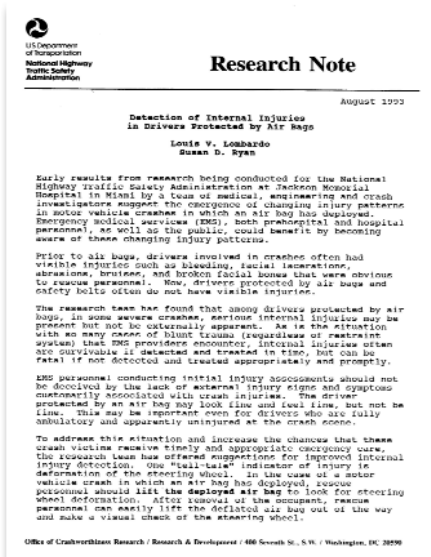 U.S. Department
of Transportation
National Highway
Traffic Safety
Administration
Research Note
August 1993
Detection of Internal Injuries
in Drivers Protected by Air Bags
Louis V. Lombardo
Susan D. Ryan
Early results from research being conducted for the National
Highway Traffic Safety Administration at Jackson Memorial
Hospital in Miami by a team of medical, engineering and crash
investigators suggest the emergence of changing injury patterns
in motor vehicle crashes in which an air bag has deployed.
Emergency medical services (EMS), both prehospital and hospital
personnel, as well as the public, could benefit by becoming
aware of these changing injury patterns.
Prior to air bags, drivers involved in crashes often had
visible injuries such as bleeding, facial lacerations,
abrasions, bruises, and broken facial bones that were obvious
to rescue personnel. Now, drivers protected by air bags and
safety belts often do not have visible injuries.
The research team has found that among drivers protected by air
bags, in some severe crashes, serious internal injuries may be
present but not be externally apparent. As is the situation
with so many cases of blunt trauma (regardless of restraint
system) that EMS providers encounter, internal injuries often
are survivable if detected and treated in time, but can be
fatal if not detected and treated appropriately and promptly.
EMS personnel conducting initial injury assessments should not
be deceived by the lack of external injury signs and symptoms
customarily associated with crash injuries. The driver
protected by an air bag may look fine and feel fine, but not be
fine. This may be important even for drivers who are fully
ambulatory and apparently uninjured at the crash scene.
To address this situation and increase the chances that these
crash victims receive timely and appropriate emergency care,
the research team has offered suggestions for improved internal
injury detection. One "tell-tale" indicator of injury is
deformation of the steering wheel. In the case of a motor
vehicle crash in which an air bag has deployed, rescue
personnel should lift the deployed air bag to look for steering
wheel deformation. After removal of the occupant, rescue
personnel can easily lift the deflated air bag out of the way
and make a visual check of the steering wheel.
Office of Crashworthiness Research / Research & Development / 400 Seventh St., S.W. / Washington, DC 20590